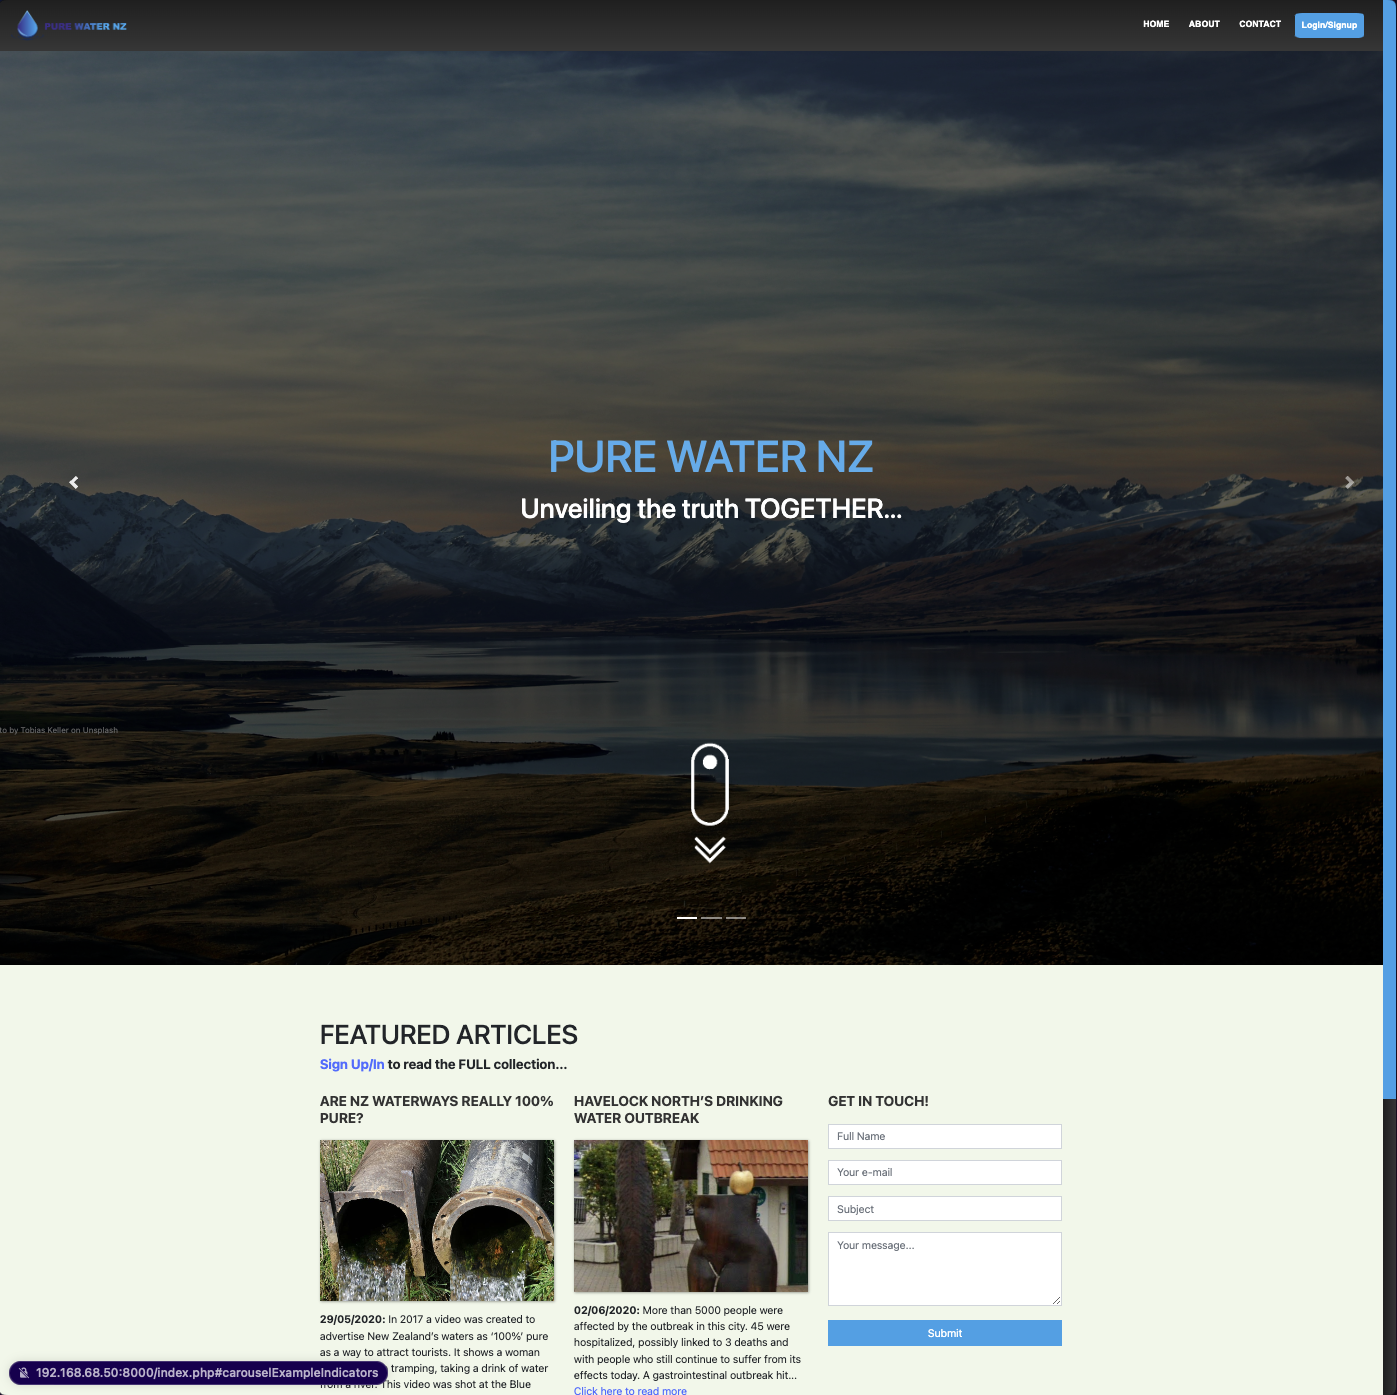 PURE WATER NZ
HOME
ABOUT
CONTACT
Login/Signup
PURE WATER NZ
Unveiling the truth TOGETHER...
to by Tobias Keller on Unsplash
FEATURED ARTICLES
Sign Up/In to read the FULL collection...
ARE NZ WATERWAYS REALLY 100%
PURE?
29/05/2020: In 2017 a video was created to
advertise New Zealand's waters as '100%' pure
as a way to attract tourists. It shows a woman
tramping, taking a drink of water
from a river. This video was shot at the Blue
HAVELOCK NORTH'S DRINKING
WATER OUTBREAK
02/06/2020: More than 5000 people were
affected by the outbreak in this city. 45 were
hospitalized, possibly linked to 3 deaths and
with people who still continue to suffer from its
effects today. A gastrointestinal outbreak hit...
Click here to read more
GET IN TOUCH!
Full Name
Your e-mail
Subject
Your message...
Submit
192.168.68.50:8000/index.php#carouselExampleIndicators